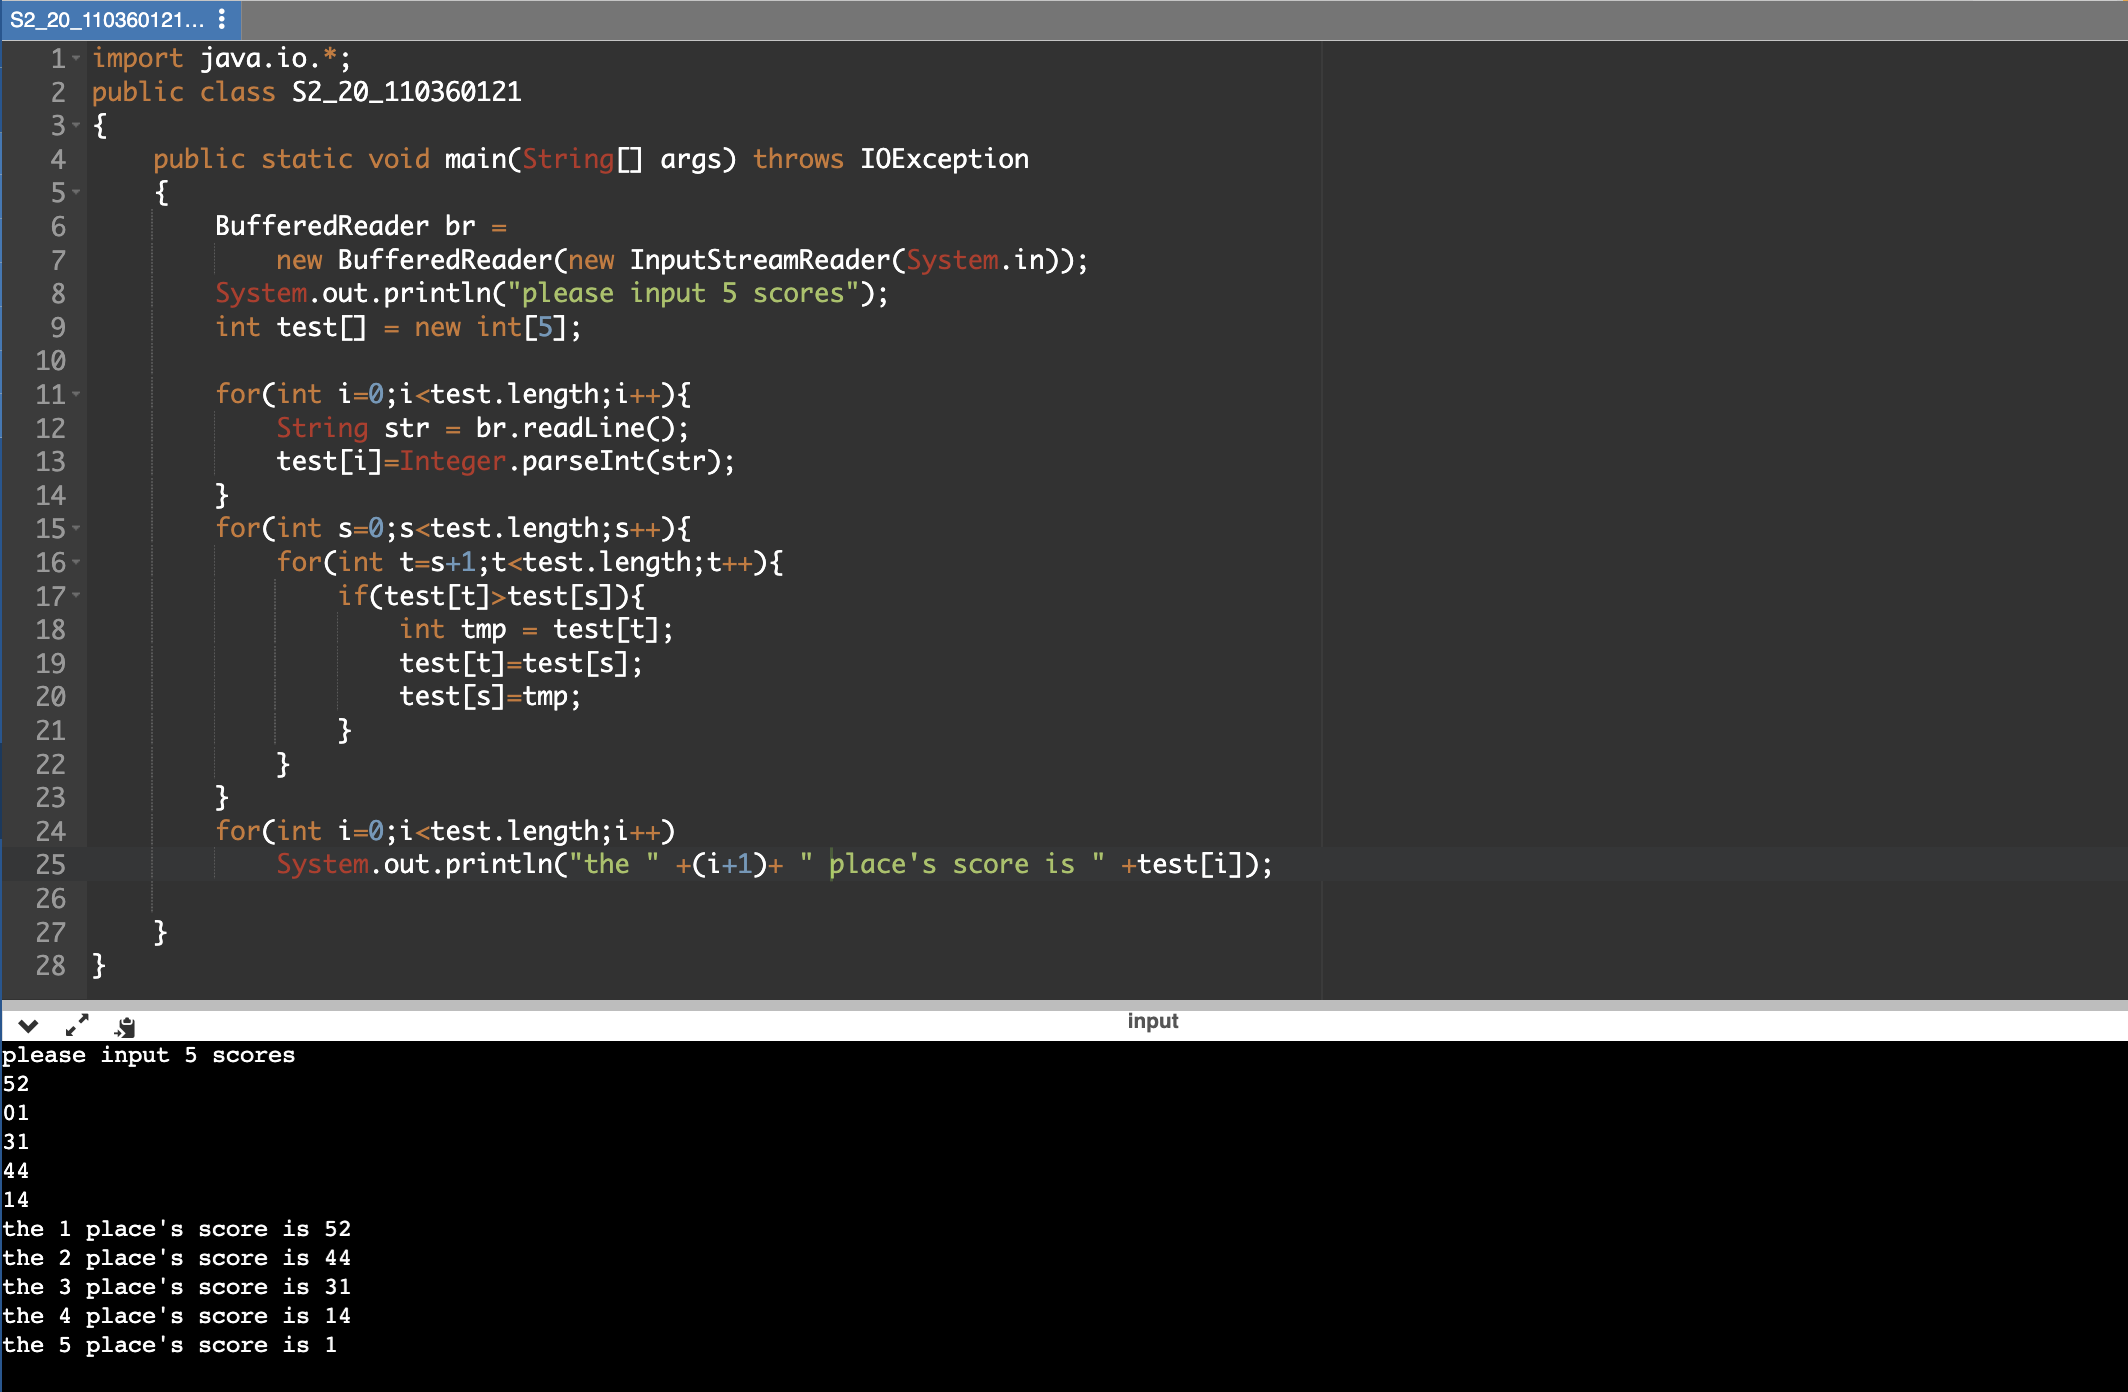 S2_20_110360121...
1 import java.io.*;
2 public class S2_20_110360121
3 {
4     public static void main(String[] args) throws IOException
5     {
6         BufferedReader br =
7             new BufferedReader(new InputStreamReader(System.in));
8         System.out.println("please input 5 scores");
9         int test[] = new int[5];
10
11         for(int i=0;i<test.length;i++){
12             String str = br.readLine();
13             test[i]=Integer.parseInt(str);
14         }
15         for(int s=0;s<test.length;s++){
16             for(int t=s+1;t<test.length;t++){
17                 if(test[t]>test[s]){
18                     int tmp = test[t];
19                     test[t]=test[s];
20                     test[s]=tmp;
21                 }
22             }
23         }
24         for(int i=0;i<test.length;i++)
25             System.out.println("the " +(i+1)+ " place's score is " +test[i]);
26
27     }
28 }
input
please input 5 scores
52
01
31
44
14
the 1 place's score is 52
the 2 place's score is 44
the 3 place's score is 31
the 4 place's score is 14
the 5 place's score is 1